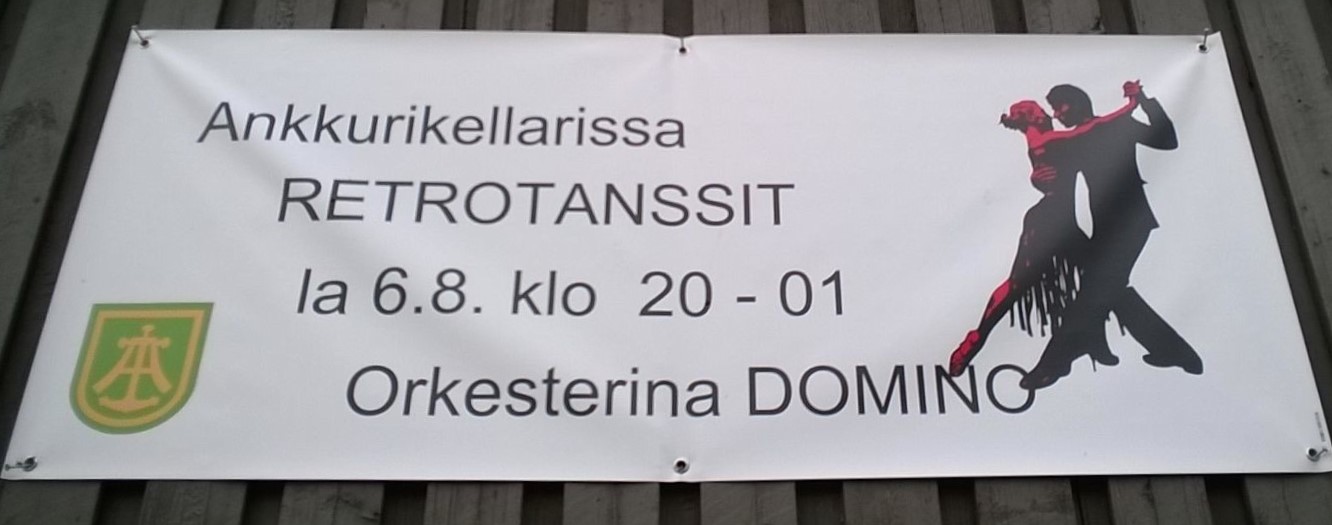 Ankkurikellarissa
RETROTANSSIT
la 6.8. klo 20 - 01
Orkesterina DOMINO